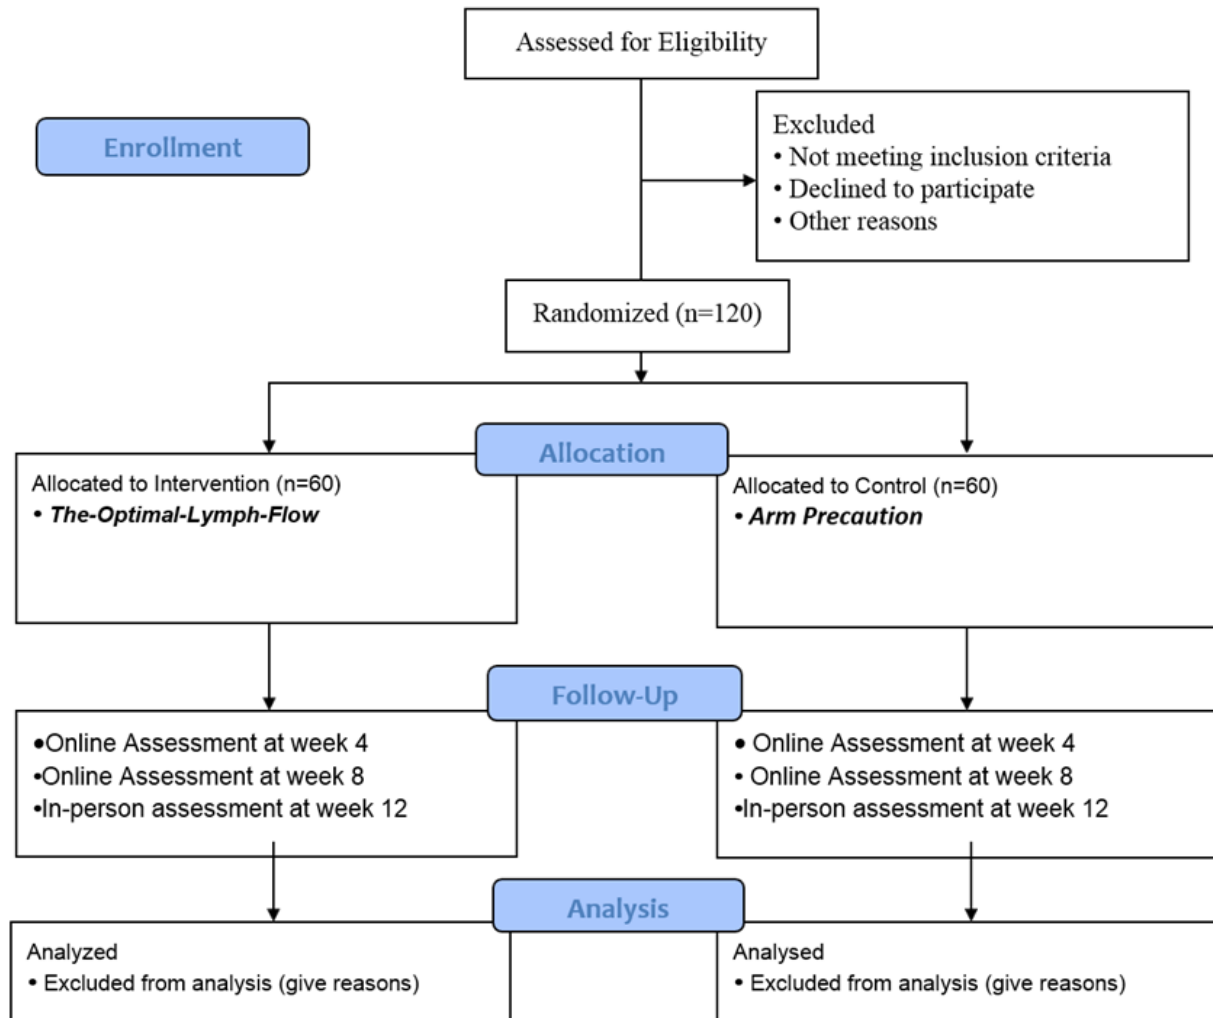 Assessed for Eligibility
Enrollment
Excluded
• Not meeting inclusion criteria
• Declined to participate
• Other reasons
Randomized (n=120)
Allocation
Allocated to Intervention (n=60)
• The-Optimal-Lymph-Flow
Allocated to Control (n=60)
• Arm Precaution
Follow-Up
•Online Assessment at week 4
•Online Assessment at week 8
•In-person assessment at week 12
• Online Assessment at week 4
• Online Assessment at week 8
•In-person assessment at week 12
Analysis
Analyzed
• Excluded from analysis (give reasons)
Analysed
• Excluded from analysis (give reasons)